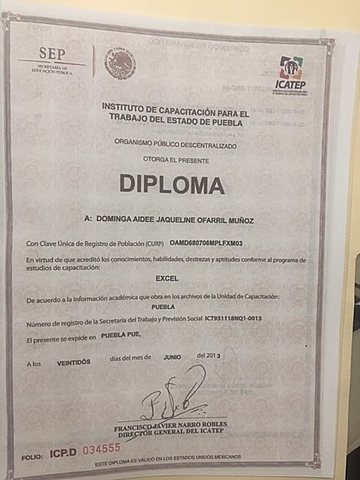 SEP
SECRETARÍA DE
EDUCACIÓN PÚBLICA
ICATEP
INSTITUTO DE CAPACITACIÓN PARA EL
TRABAJO DEL ESTADO DE PUEBLA
ORGANISMO PÚBLICO DESCENTRALIZADO
OTORGA EL PRESENTE
DIPLOMA
A: DOMINGA AIDEE JAQUELINE OFARRIL MUÑOZ
Con Clave Única de Registro de Población (CURP) OAMD680706MPLFXM03
En virtud de que acreditó los conocimientos, habilidades, destrezas y aptitudes conforme al programa de
estudios de capacitación:
EXCEL
De acuerdo a la información académica que obra en los archivos de la Unidad de Capacitación:
PUEBLA
Número de registro de la Secretaría del Trabajo y Previsión Social ICT931118NQ1-0013
El presente se expide en PUEBLA PUE,
A los VEINTIDÓS días del mes de JUNIO del 2013
FRANCISCO JAVIER NARRO ROBLES
DIRECTOR GENERAL DEL ICATEP
FOLIO: ICP.D 034555
ESTE DIPLOMA ES VÁLIDO EN LOS ESTADOS UNIDOS MEXICANOS